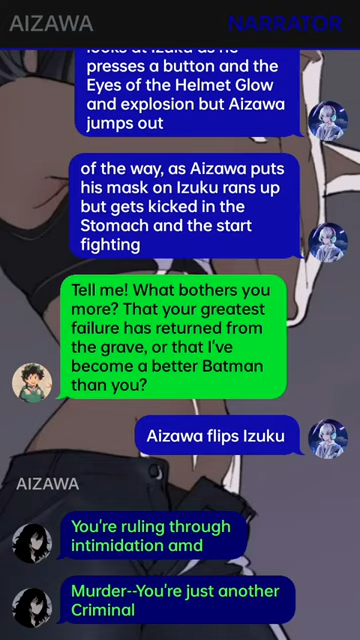 AIZAWA
NARRATOR
looks at Izuku as he
presses a button and the
Eyes of the Helmet Glow
and explosion but Aizawa
jumps out
of the way, as Aizawa puts
his mask on Izuku rans up
but gets kicked in the
Stomach and the start
fighting
Tell me! What bothers you
more? That your greatest
failure has returned from
the grave, or that I've
become a better Batman
than you?
Aizawa flips Izuku
AIZAWA
You're ruling through
intimidation amd
Murder--You're just another
Criminal